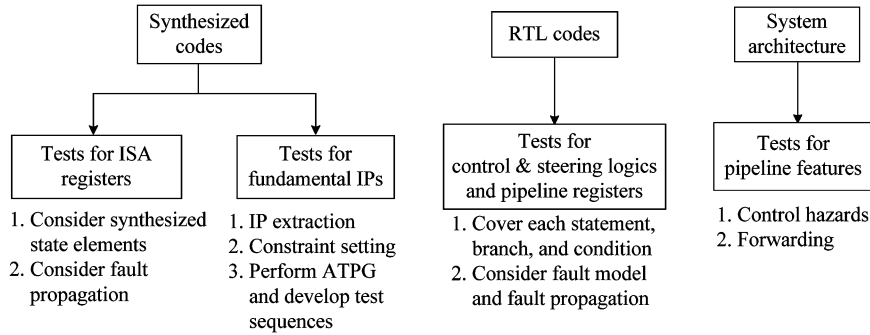 Synthesized
codes
RTL codes
System
architecture
Tests for ISA
registers
Tests for
fundamental IPs
Tests for
control & steering logics
and pipeline registers
Tests for
pipeline features
1. Consider synthesized
state elements
2. Consider fault
propagation
1. IP extraction
2. Constraint setting
3. Perform ATPG
and develop test
sequences
1. Cover each statement,
branch, and condition
2. Consider fault model
and fault propagation
1. Control hazards
2. Forwarding